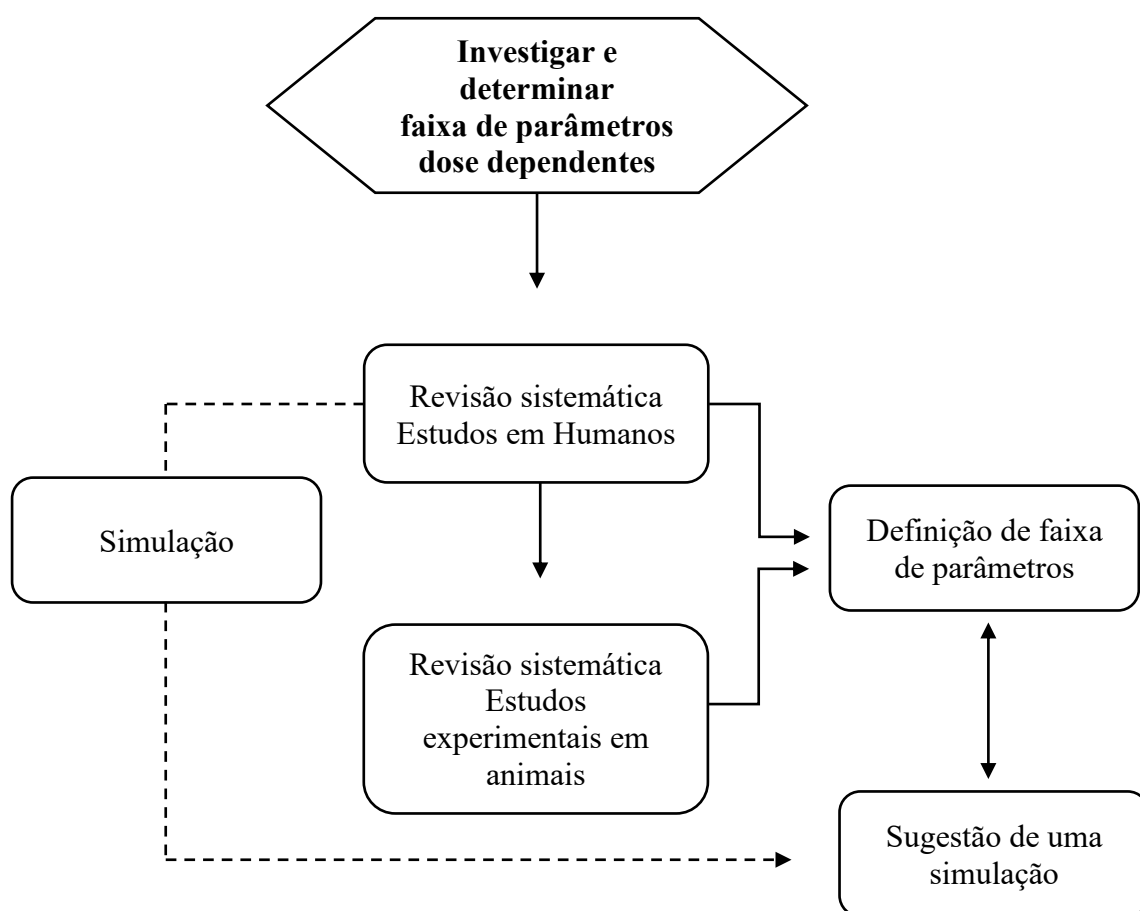 Investigar e
determinar
faixa de parâmetros
dose dependentes
Revisão sistemática
Estudos em Humanos
Simulação
Definição de faixa
de parâmetros
Revisão sistemática
Estudos
experimentais em
animais
Sugestão de uma
simulação